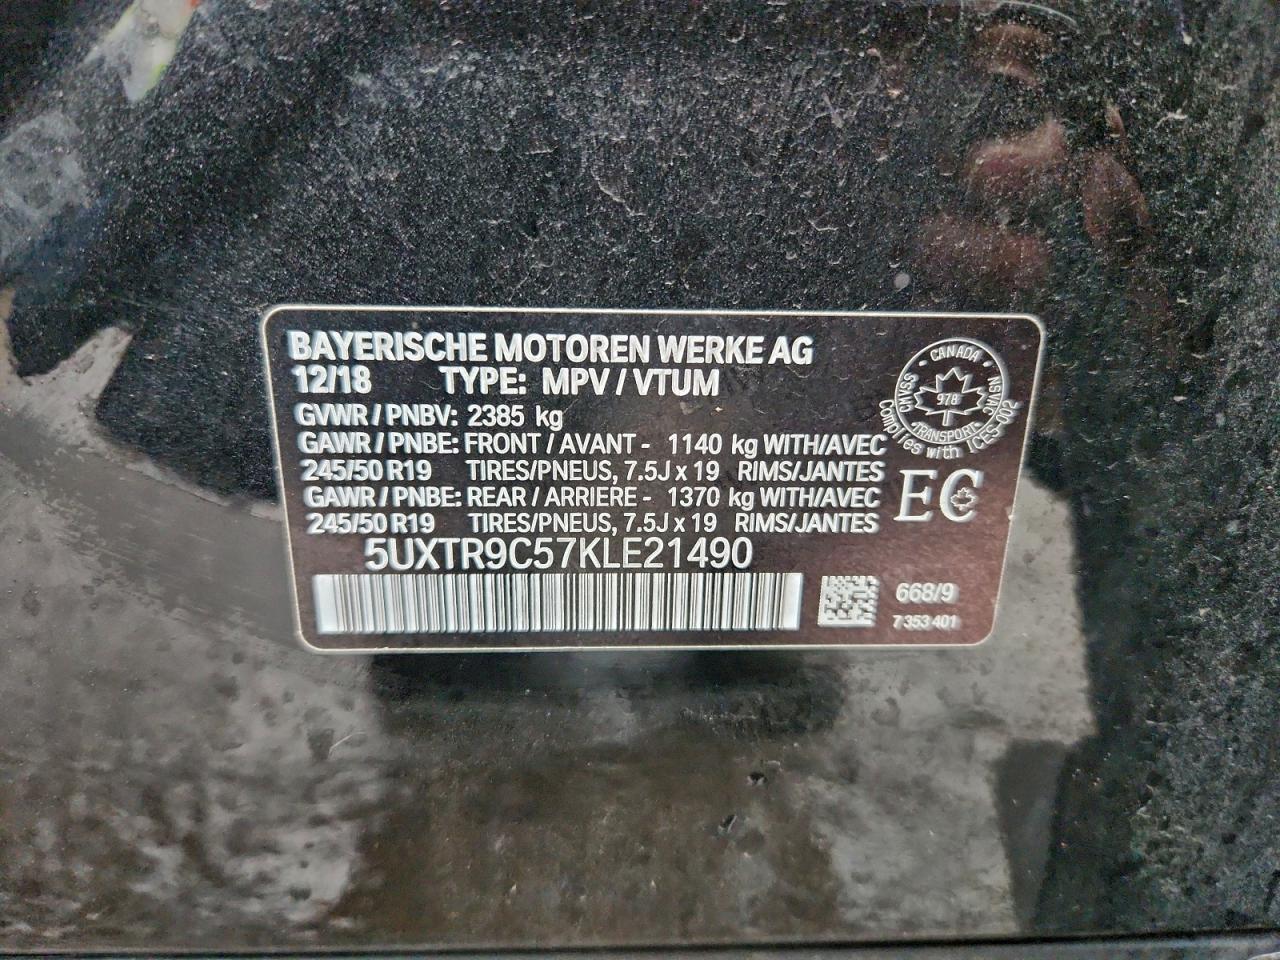 BAYERISCHE MOTOREN WERKE AG
12/18 TYPE: MPV / VTUM
GVWR / PNBV: 2385 kg
GAWR / PNBE: FRONT / AVANT - 1140 kg WITH/AVEC
245/50 R19 TIRES/PNEUS, 7.5J x 19 RIMS/JANTES
GAWR / PNBE: REAR / ARRIERE - 1370 kg WITH/AVEC
245/50 R19 TIRES/PNEUS, 7.5J x 19 RIMS/JANTES
5UXTR9C57KLE21490
CANADA
CMVSS NSVAC
978
TRANSPORT
Complies with ICES-002
EC
668/9
7 353 401